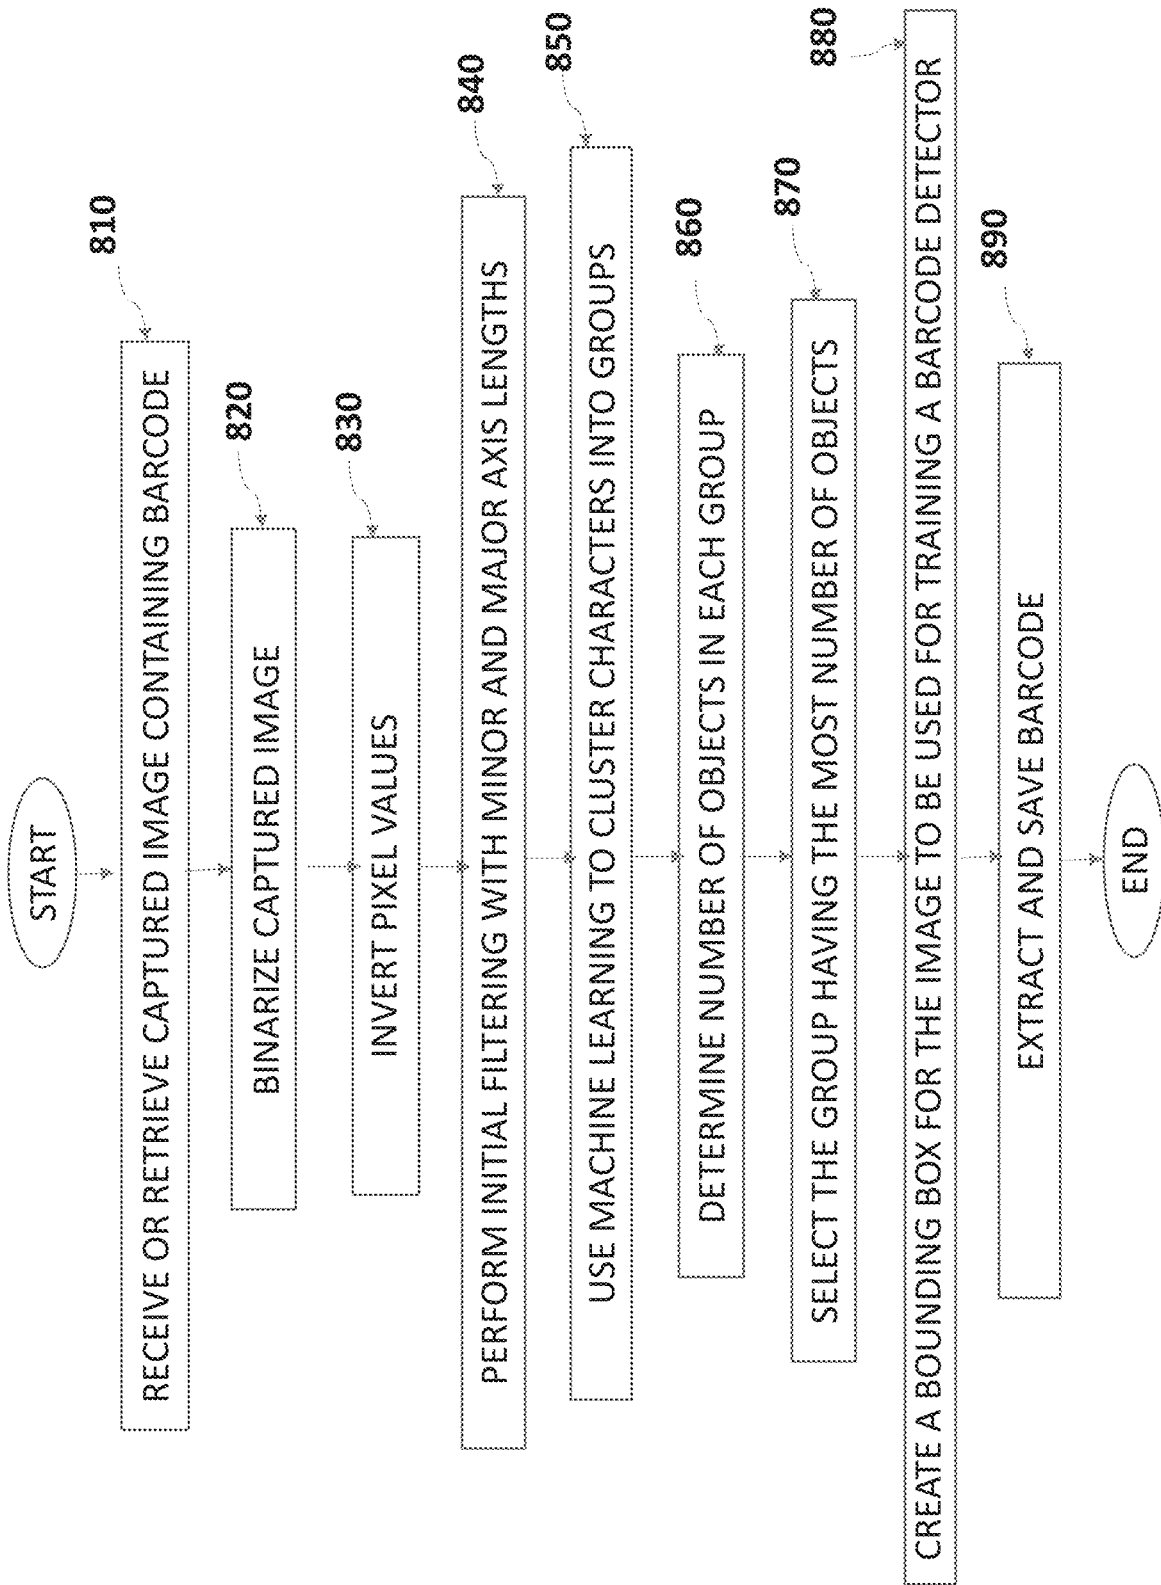 START
810
RECEIVE OR RETRIEVE CAPTURED IMAGE CONTAINING BARCODE
820
BINARIZE CAPTURED IMAGE
830
INVERT PIXEL VALUES
840
PERFORM INITIAL FILTERING WITH MINOR AND MAJOR AXIS LENGTHS
850
USE MACHINE LEARNING TO CLUSTER CHARACTERS INTO GROUPS
860
DETERMINE NUMBER OF OBJECTS IN EACH GROUP
870
SELECT THE GROUP HAVING THE MOST NUMBER OF OBJECTS
880
CREATE A BOUNDING BOX FOR THE IMAGE TO BE USED FOR TRAINING A BARCODE DETECTOR
890
EXTRACT AND SAVE BARCODE
END